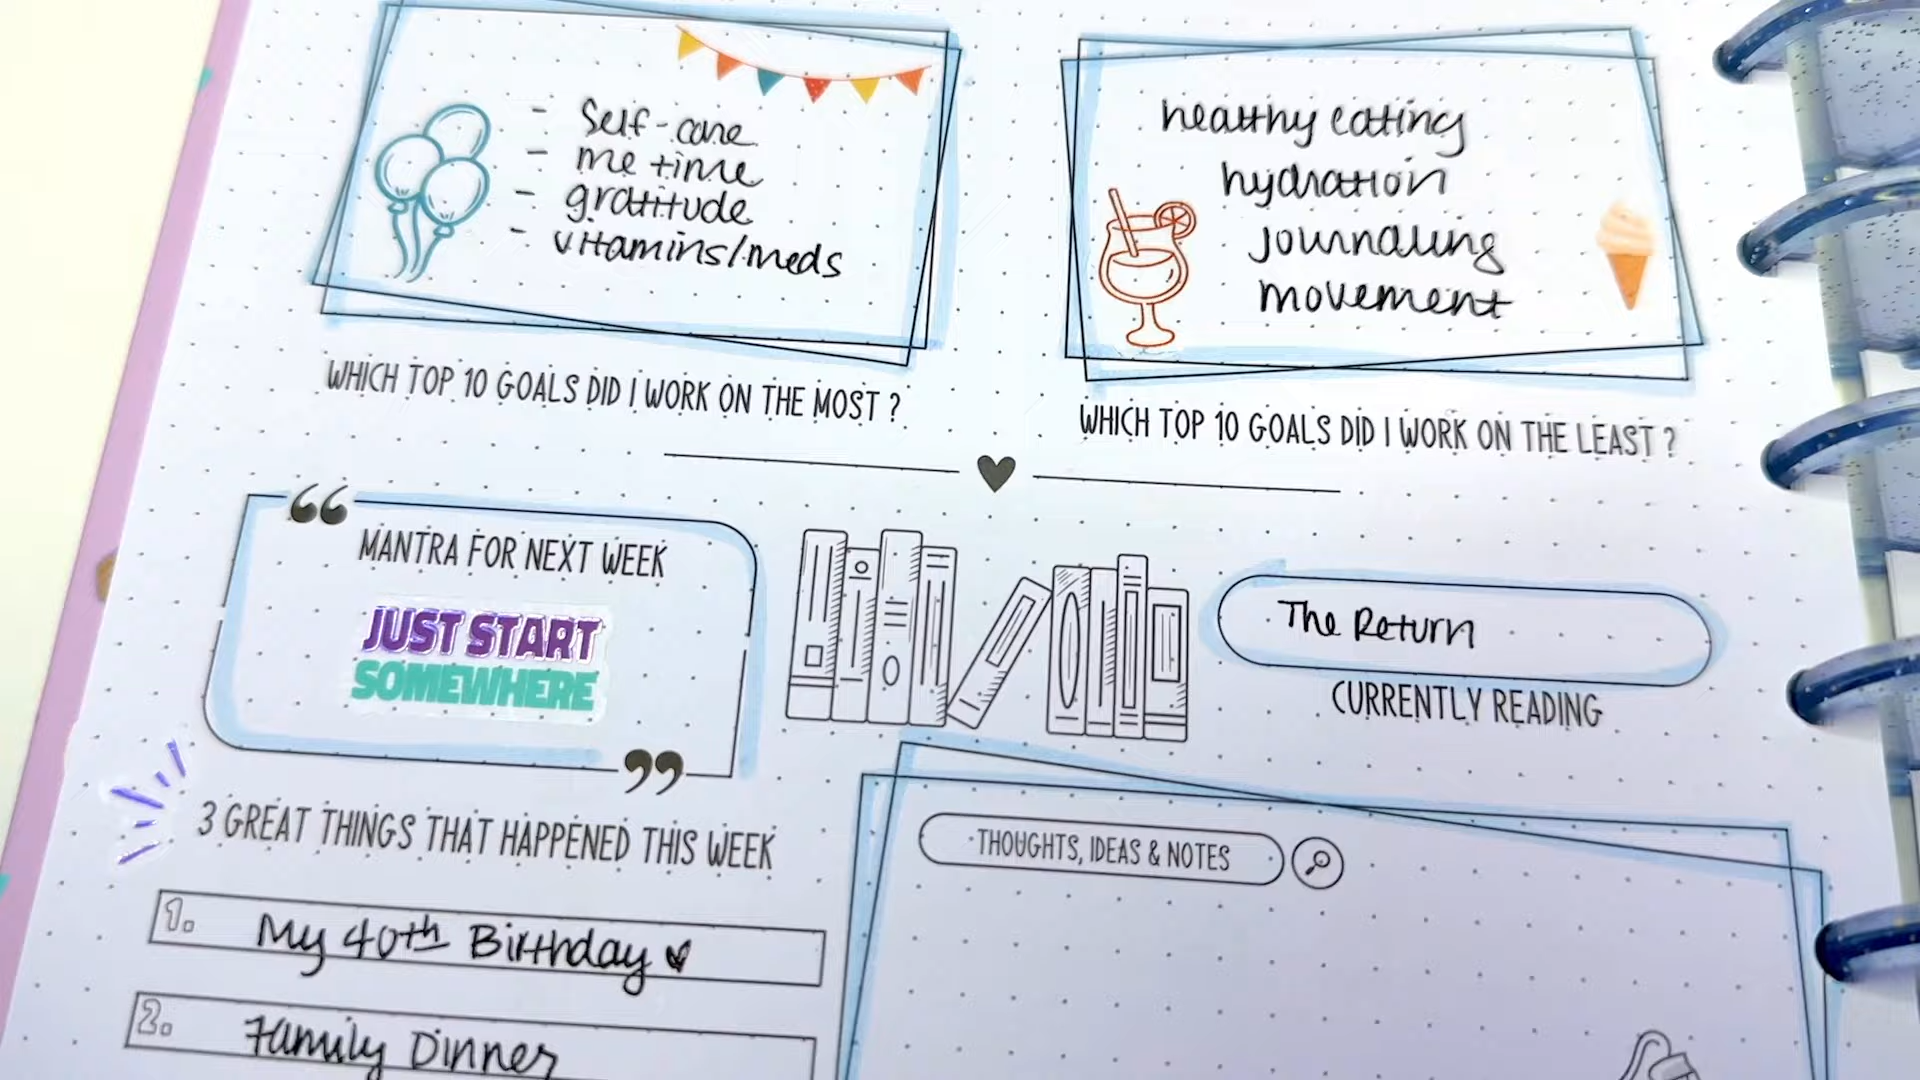 - Self-care
- me time
- gratitude
- vitamins/meds
WHICH TOP 10 GOALS DID I WORK ON THE MOST ?
healthy eating
hydration
journaling
movement
WHICH TOP 10 GOALS DID I WORK ON THE LEAST ?
“
MANTRA FOR NEXT WEEK
JUST START
SOMEWHERE
”
The Return
CURRENTLY READING
3 GREAT THINGS THAT HAPPENED THIS WEEK
1. My 40th Birthday
2. Family Dinner
THOUGHTS, IDEAS & NOTES